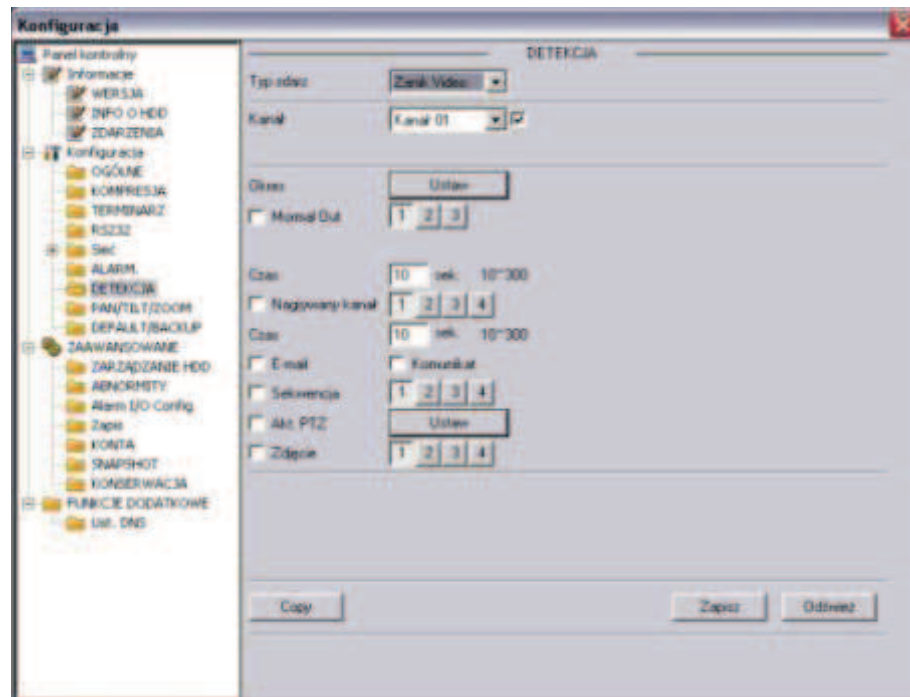 Konfiguracja
Panel kontrolny
Informacje
WERSJA
INFO O HDD
ZDARZENIA
Konfiguracja
OGÓLNE
KOMPRESJA
TERMINARZ
RS232
Sieć
ALARM.
DETEKCJA
PAN/TILT/ZOOM
DEFAULT/BACKUP
ZAAWANSOWANE
ZARZĄDZANIE HDD
ABNORMITY
Alarm I/O Config
Zapis
KONTA
SNAPSHOT
KONSERWACJA
FUNKCJE DODATKOWE
Ust. DNS
DETEKCJA
Typ zdarz Zanik Video
Kanał Kanał 01
Okres Ustaw
Normal Out 1 2 3
Czas 10 sek. 10~300
Nagrywany kanał 1 2 3 4
Czas 10 sek. 10~300
E-mail Komunikat
Sekwencja 1 2 3 4
Akt. PTZ Ustaw
Zdjęcie 1 2 3 4
Copy Zapisz Odśwież